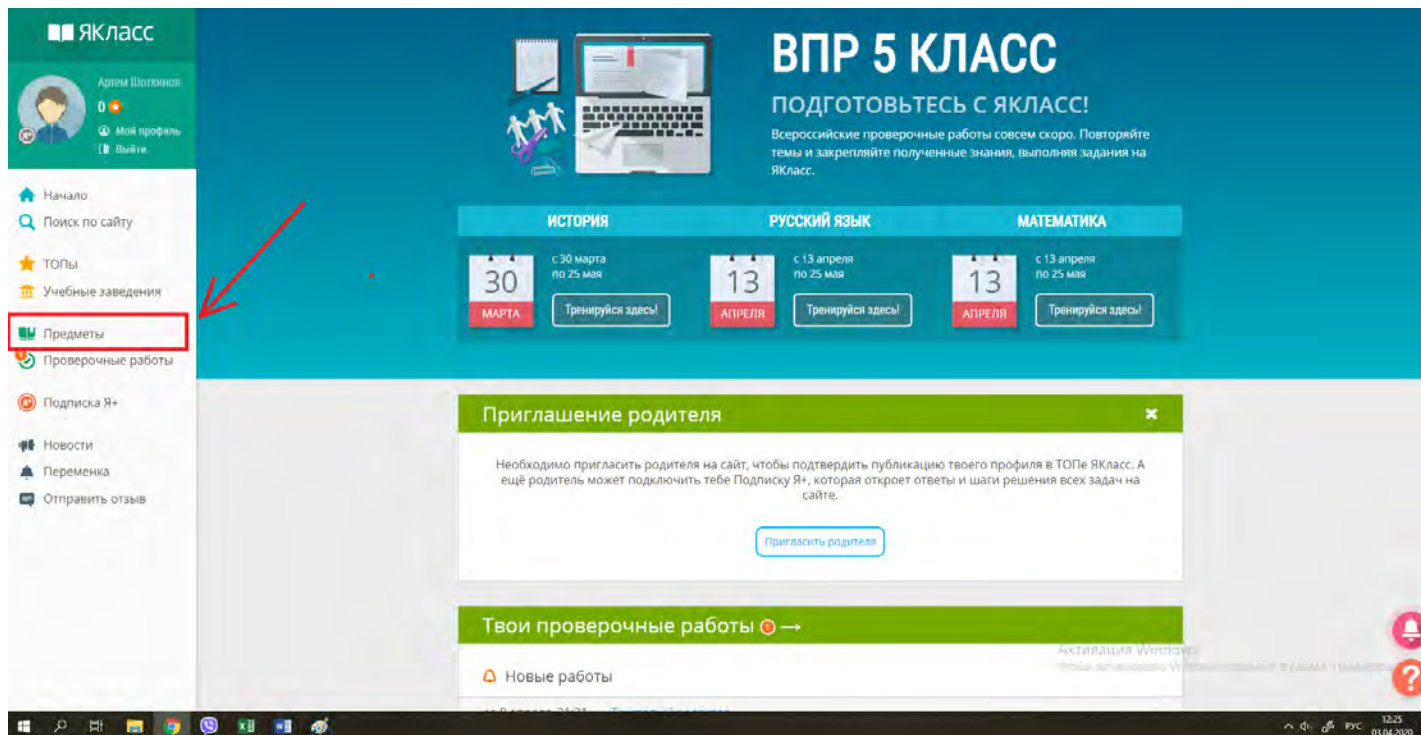 ЯКласс
Артем
0
Мой профиль
Выйти
Начало
Поиск по сайту
ТОПы
Учебные заведения
Предметы
1
Проверочные работы
Подписка Я+
Новости
Переменка
Отправить отзыв
ВПР 5 КЛАСС
ПОДГОТОВЬТЕСЬ С ЯКЛАСС!
Всероссийские проверочные работы совсем скоро. Повторяйте
темы и закрепляйте полученные знания, выполняя задания на
ЯКласс.
ИСТОРИЯ
РУССКИЙ ЯЗЫК
МАТЕМАТИКА
30
МАРТА
с 30 марта
по 25 мая
Тренируйся здесь!
13
АПРЕЛЯ
с 13 апреля
по 25 мая
Тренируйся здесь!
13
АПРЕЛЯ
с 13 апреля
по 25 мая
Тренируйся здесь!
Приглашение родителя
Необходимо пригласить родителя на сайт, чтобы подтвердить публикацию твоего профиля в ТОПе ЯКласс. А
ещё родитель может подключить тебе Подписку Я+, которая откроет ответы и шаги решения всех задач на
сайте.
Пригласить родителя
Твои проверочные работы 1 →
Новые работы
Активация Windows
?
РУС
12:25
03.04.2020